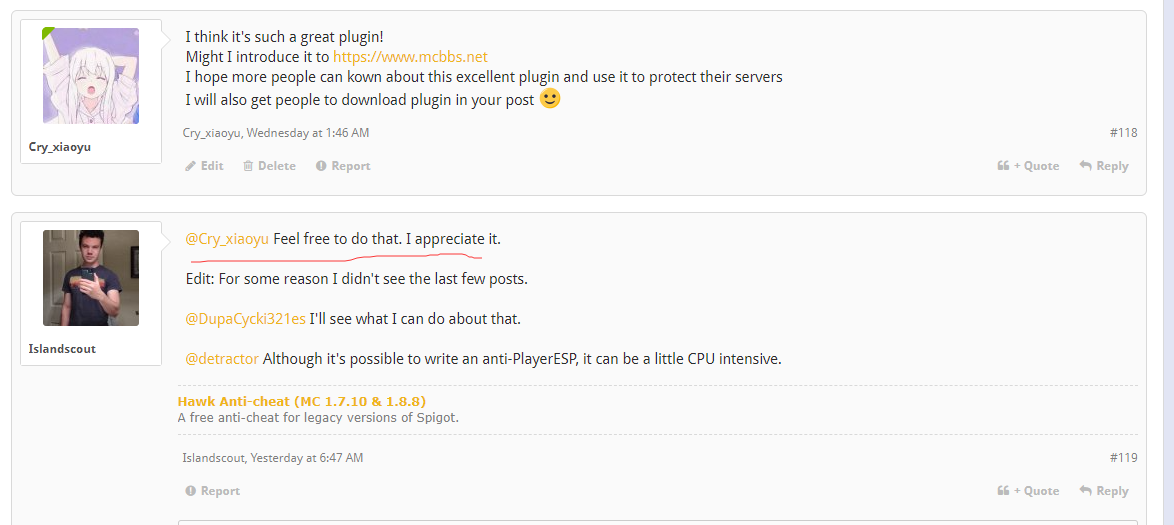 I think it's such a great plugin!
Might I introduce it to https://www.mcbbs.net
I hope more people can kown about this excellent plugin and use it to protect their servers
I will also get people to download plugin in your post 🙂
Cry_xiaoyu, Wednesday at 1:46 AM
#118
Cry_xiaoyu
Edit
Delete
Report
+ Quote
Reply
@Cry_xiaoyu Feel free to do that. I appreciate it.
Edit: For some reason I didn't see the last few posts.
@DupaCycki321es I'll see what I can do about that.
Islandscout
@detractor Although it's possible to write an anti-PlayerESP, it can be a little CPU intensive.
Hawk Anti-cheat (MC 1.7.10 & 1.8.8)
A free anti-cheat for legacy versions of Spigot.
Islandscout, Yesterday at 6:47 AM
#119
Report
+ Quote
Reply